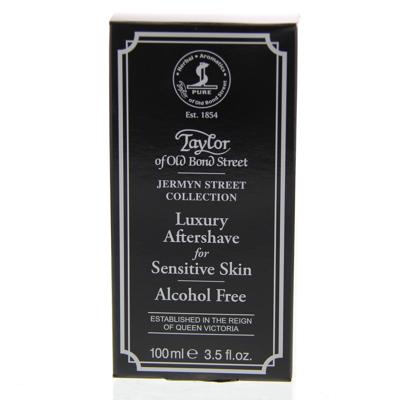 Herbal • Aromatics
PURE
Taylor
of Old Bond Street
Est. 1854
Taylor
of Old Bond Street
JERMYN STREET
COLLECTION
Luxury
Aftershave
for
Sensitive Skin
Alcohol Free
ESTABLISHED IN THE REIGN
OF QUEEN VICTORIA
100ml ℮ 3.5 fl.oz.